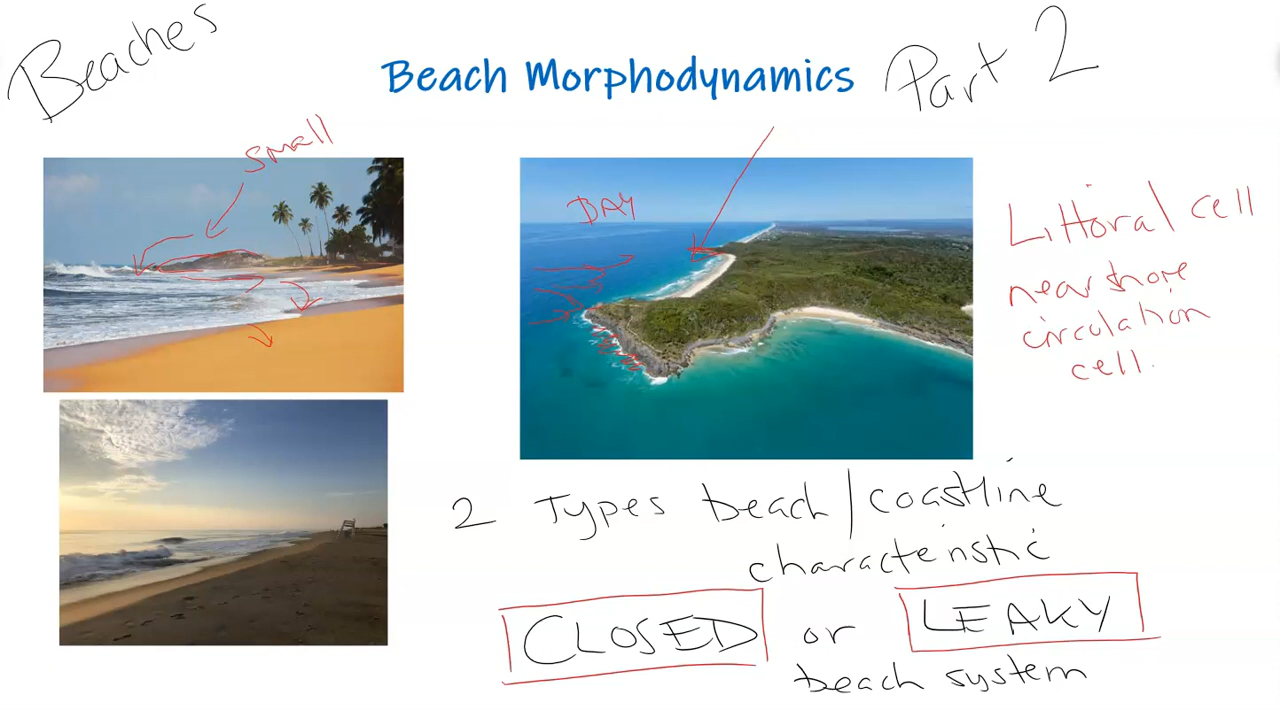 Beaches
Beach Morphodynamics
Part 2
small
BAY
Littoral cell
nearshore
circulation
cell.
2 Types beach/coastline
characteristic
CLOSED or LEAKY
beach system